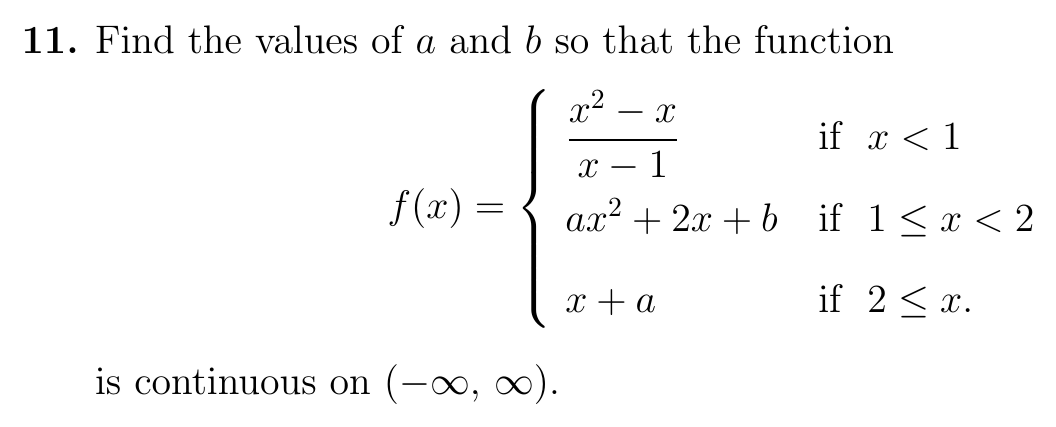 11. Find the values of a and b so that the function
f(x) = { (x² − x)/(x − 1) if x < 1
ax² + 2x + b if 1 ≤ x < 2
x + a if 2 ≤ x.
is continuous on (−∞, ∞).